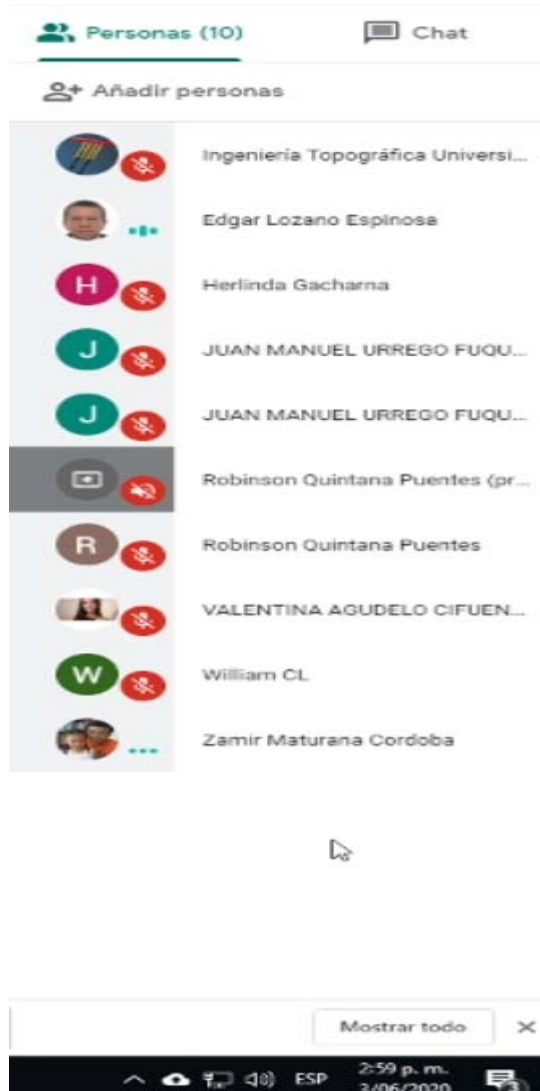 Personas (10)
Chat
Añadir personas
Ingeniería Topográfica Universi...
Edgar Lozano Espinosa
H
Herlinda Gacharna
J
JUAN MANUEL URREGO FUQU...
J
JUAN MANUEL URREGO FUQU...
Robinson Quintana Puentes (pr...
R
Robinson Quintana Puentes
VALENTINA AGUDELO CIFUEN...
W
William CL
Zamir Maturana Cordoba
Mostrar todo
ESP
2:59 p. m.
3/06/2020
3